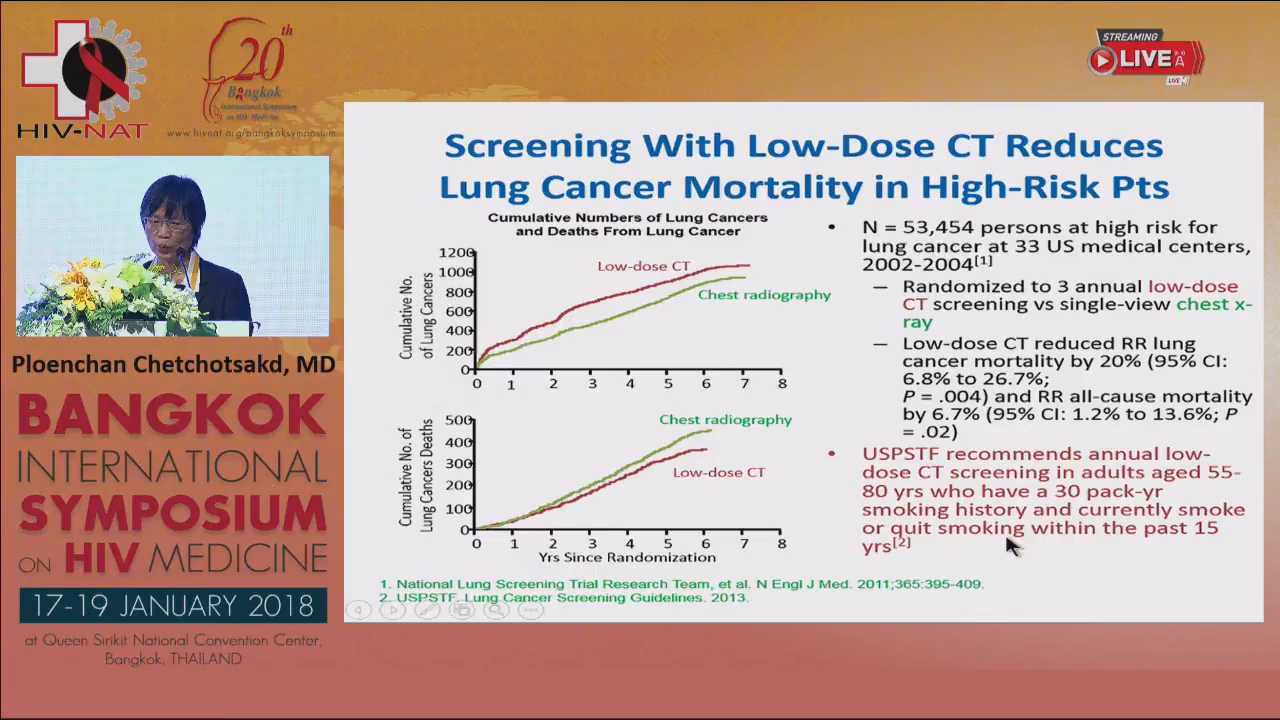 HIV-NAT
20th
Bangkok
International Symposium
on HIV Medicine
www.hivnat.org/bangkoksymposium
STREAMING
LIVE
LIVE
Ploenchan Chetchotsakd, MD
BANGKOK
INTERNATIONAL
SYMPOSIUM
ON HIV MEDICINE
17-19 JANUARY 2018
at Queen Sirikit National Convention Center,
Bangkok, THAILAND
Screening With Low-Dose CT Reduces
Lung Cancer Mortality in High-Risk Pts
Cumulative Numbers of Lung Cancers
and Deaths From Lung Cancer
Cumulative No.
of Lung Cancers
1200
1000
800
600
400
200
0
Low-dose CT
Chest radiography
0 1 2 3 4 5 6 7 8
Cumulative No. of
Lung Cancers Deaths
500
400
300
200
100
0
Chest radiography
Low-dose CT
0 1 2 3 4 5 6 7 8
Yrs Since Randomization
• N = 53,454 persons at high risk for
lung cancer at 33 US medical centers,
2002-2004[1]
– Randomized to 3 annual low-dose
CT screening vs single-view chest x-
ray
– Low-dose CT reduced RR lung
cancer mortality by 20% (95% CI:
6.8% to 26.7%;
P = .004) and RR all-cause mortality
by 6.7% (95% CI: 1.2% to 13.6%; P
= .02)
• USPSTF recommends annual low-
dose CT screening in adults aged 55-
80 yrs who have a 30 pack-yr
smoking history and currently smoke
or quit smoking within the past 15
yrs[2]
1. National Lung Screening Trial Research Team, et al. N Engl J Med. 2011;365:395-409.
2. USPSTF. Lung Cancer Screening Guidelines. 2013.